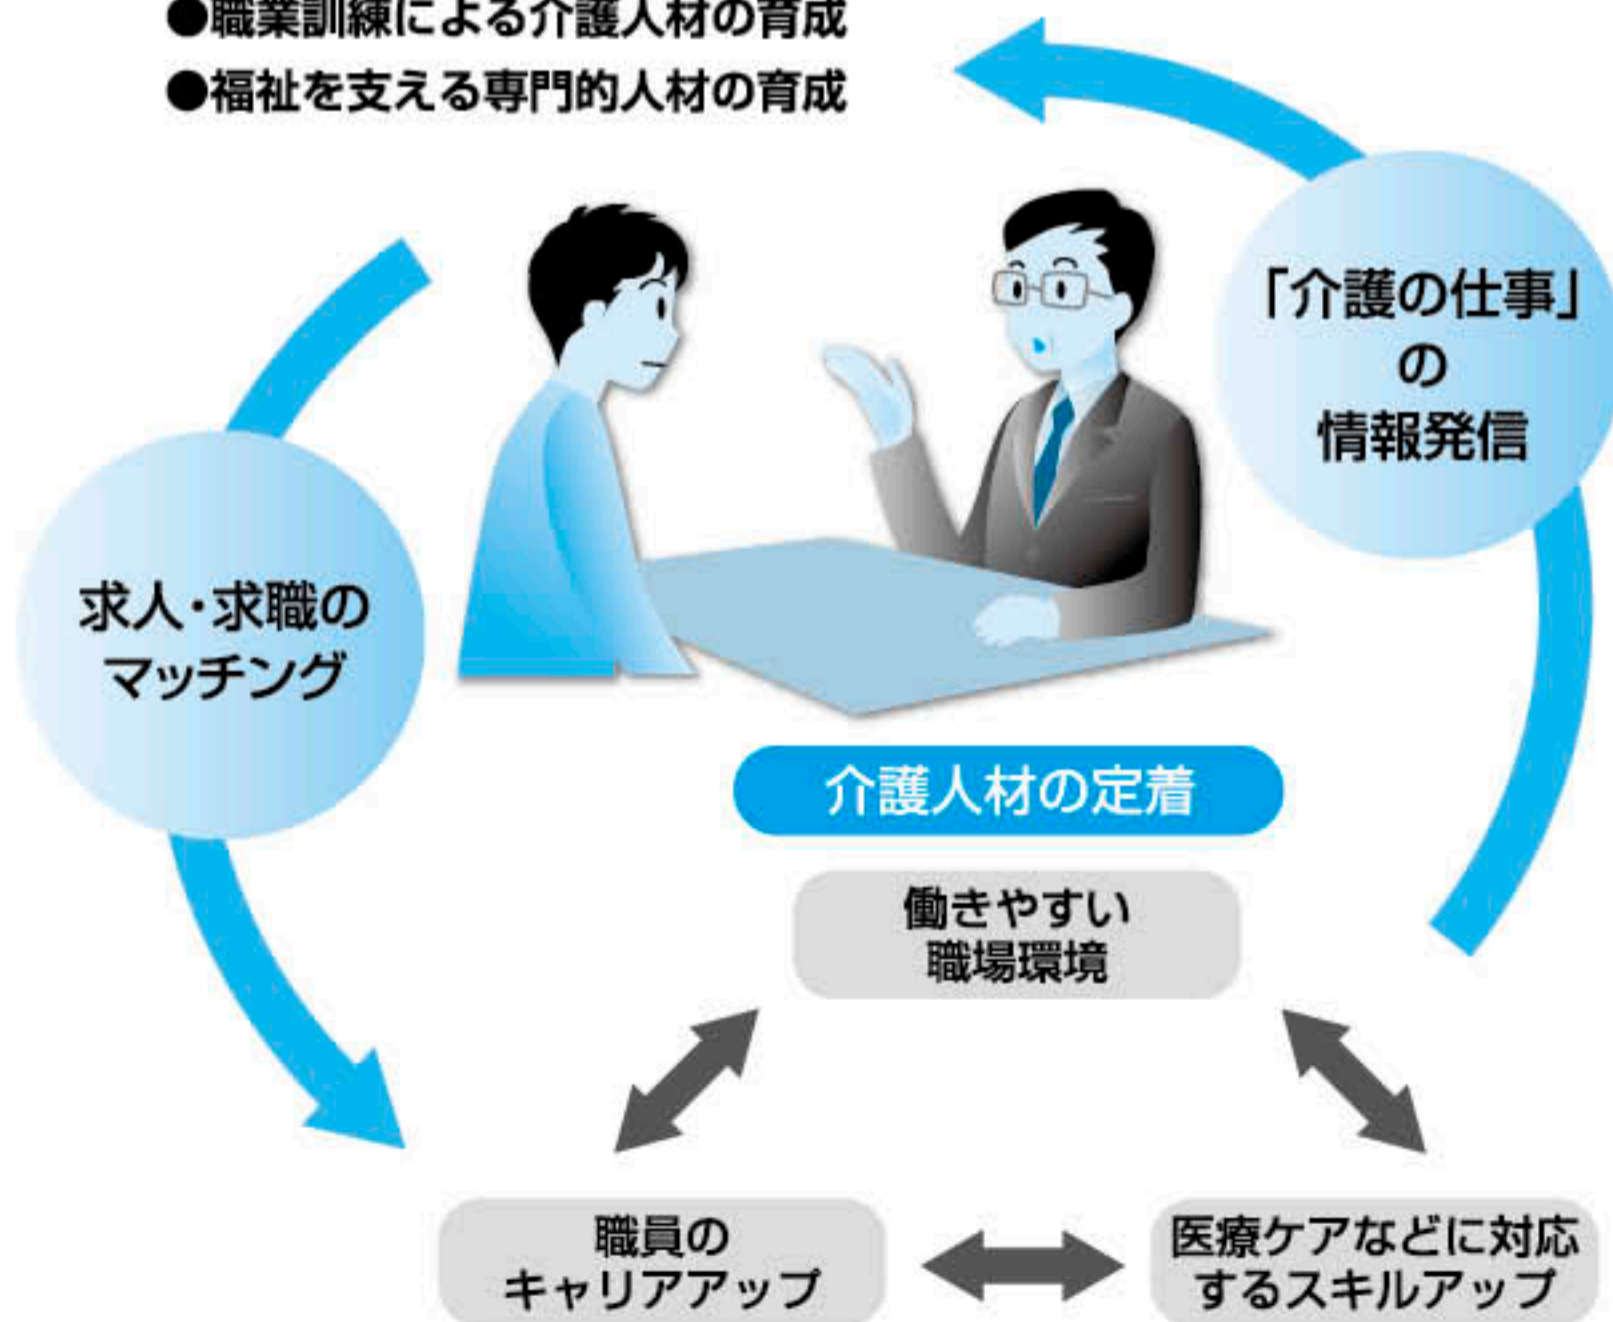 ●職業訓練による介護人材の育成
●福祉を支える専門的人材の育成
「介護の仕事」
の
情報発信
求人・求職の
マッチング
介護人材の定着
働きやすい
職場環境
職員の
キャリアアップ
医療ケアなどに対応
するスキルアップ